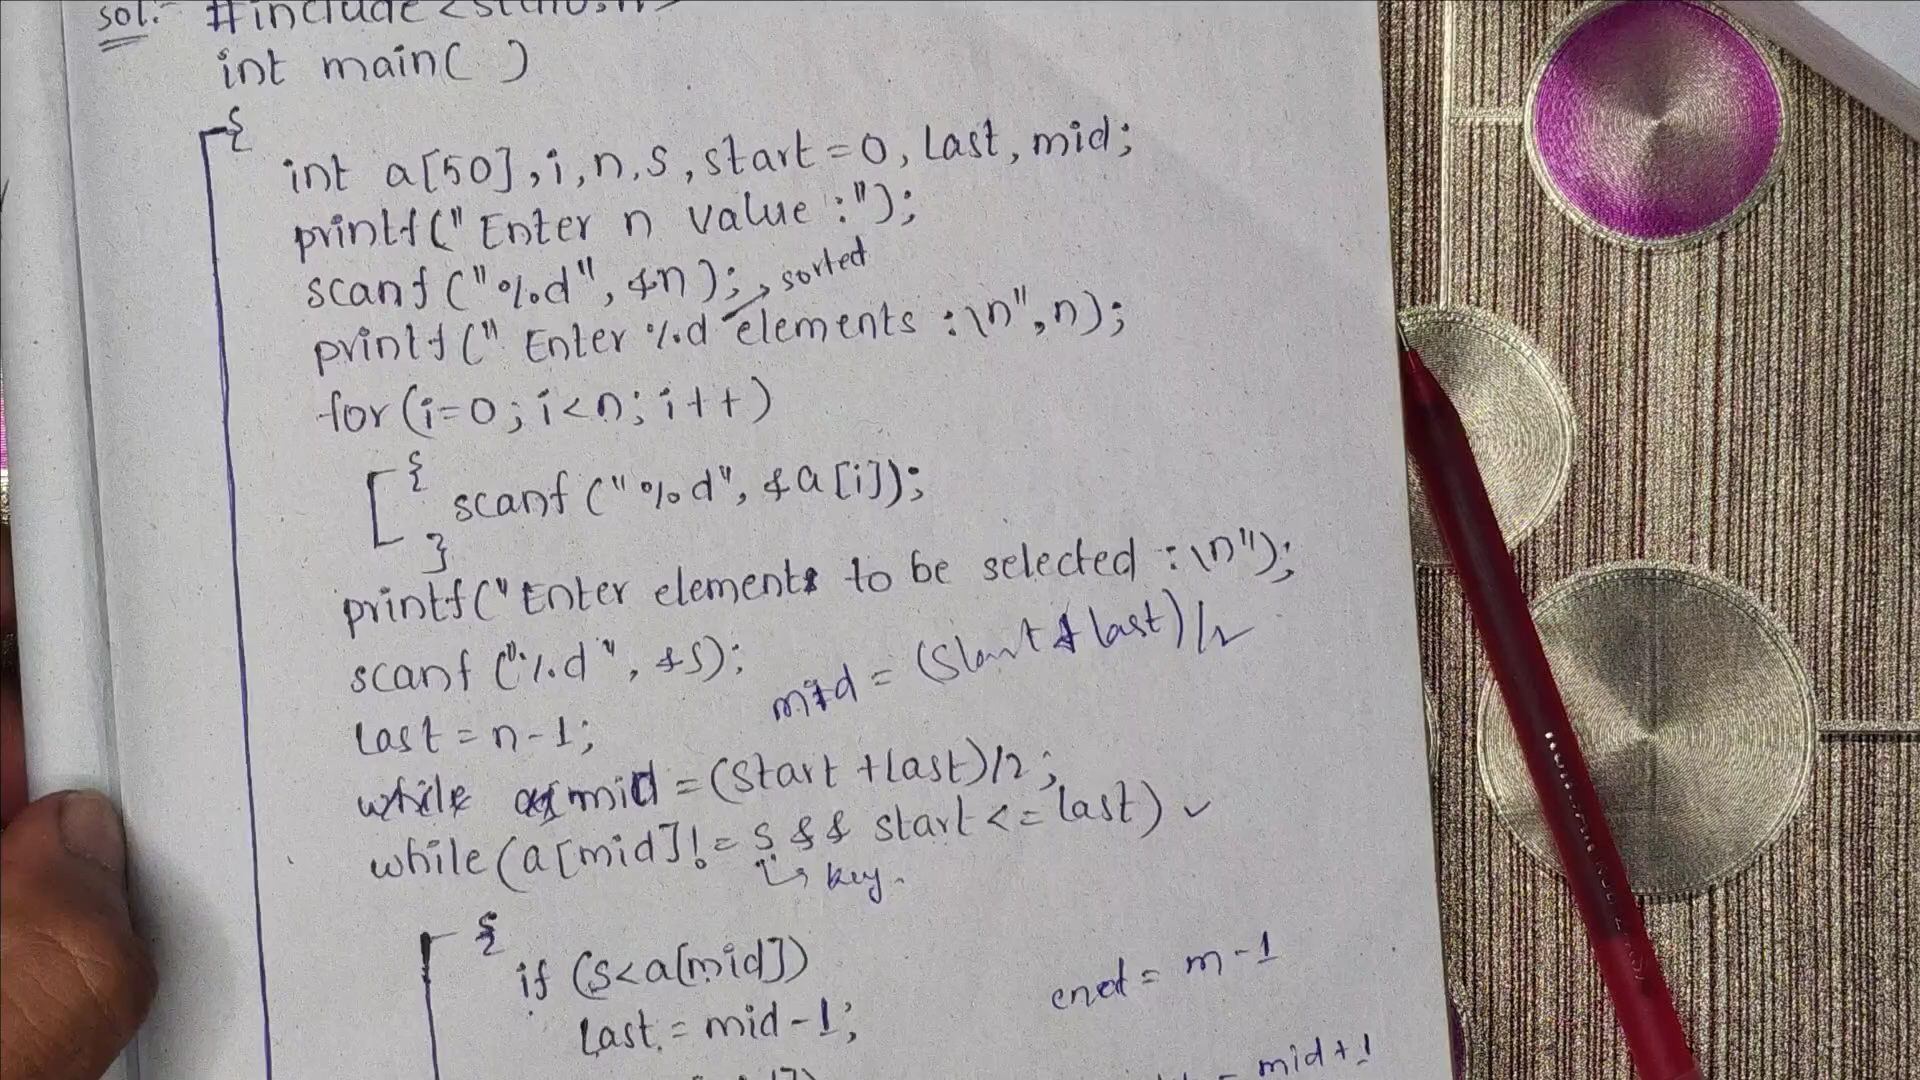 sol:- #include <stdio.h>
int main( )
{
int a[50], i, n, s, start = 0, last, mid;
printf(" Enter n value :");
scanf ("%d", &n);
sorted
printf (" Enter %d elements : \n", n);
for (i=0; i<n; i++)
{
scanf ("%d", &a[i]);
}
printf(" Enter elements to be selected : \n");
scanf ("%d", &s);
mid = (Start + last)/2
last = n-1;
while mid = (start + last)/2;
while (a[mid] != s && start <= last)
key.
{
if (s<a[mid])
last = mid-1;
end = m-1
= mid+1